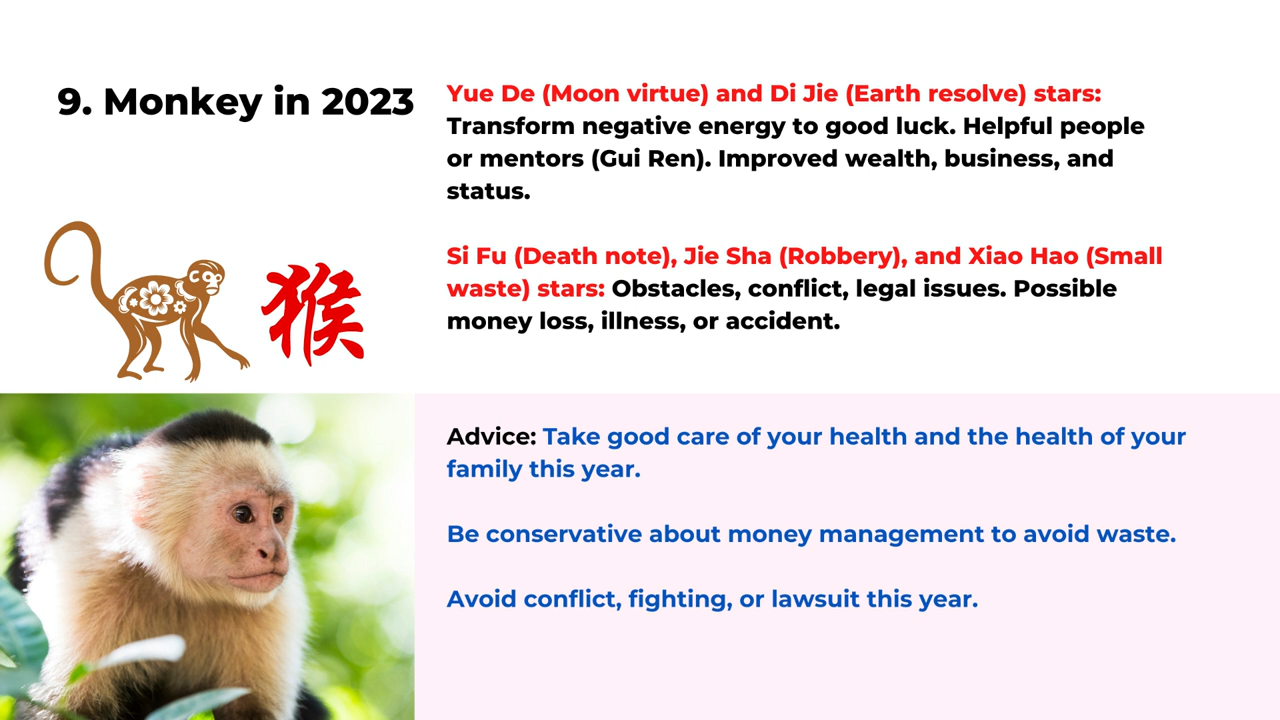 9. Monkey in 2023
猴
Yue De (Moon virtue) and Di Jie (Earth resolve) stars:
Transform negative energy to good luck. Helpful people
or mentors (Gui Ren). Improved wealth, business, and
status.
Si Fu (Death note), Jie Sha (Robbery), and Xiao Hao (Small
waste) stars: Obstacles, conflict, legal issues. Possible
money loss, illness, or accident.
Advice: Take good care of your health and the health of your
family this year.
Be conservative about money management to avoid waste.
Avoid conflict, fighting, or lawsuit this year.